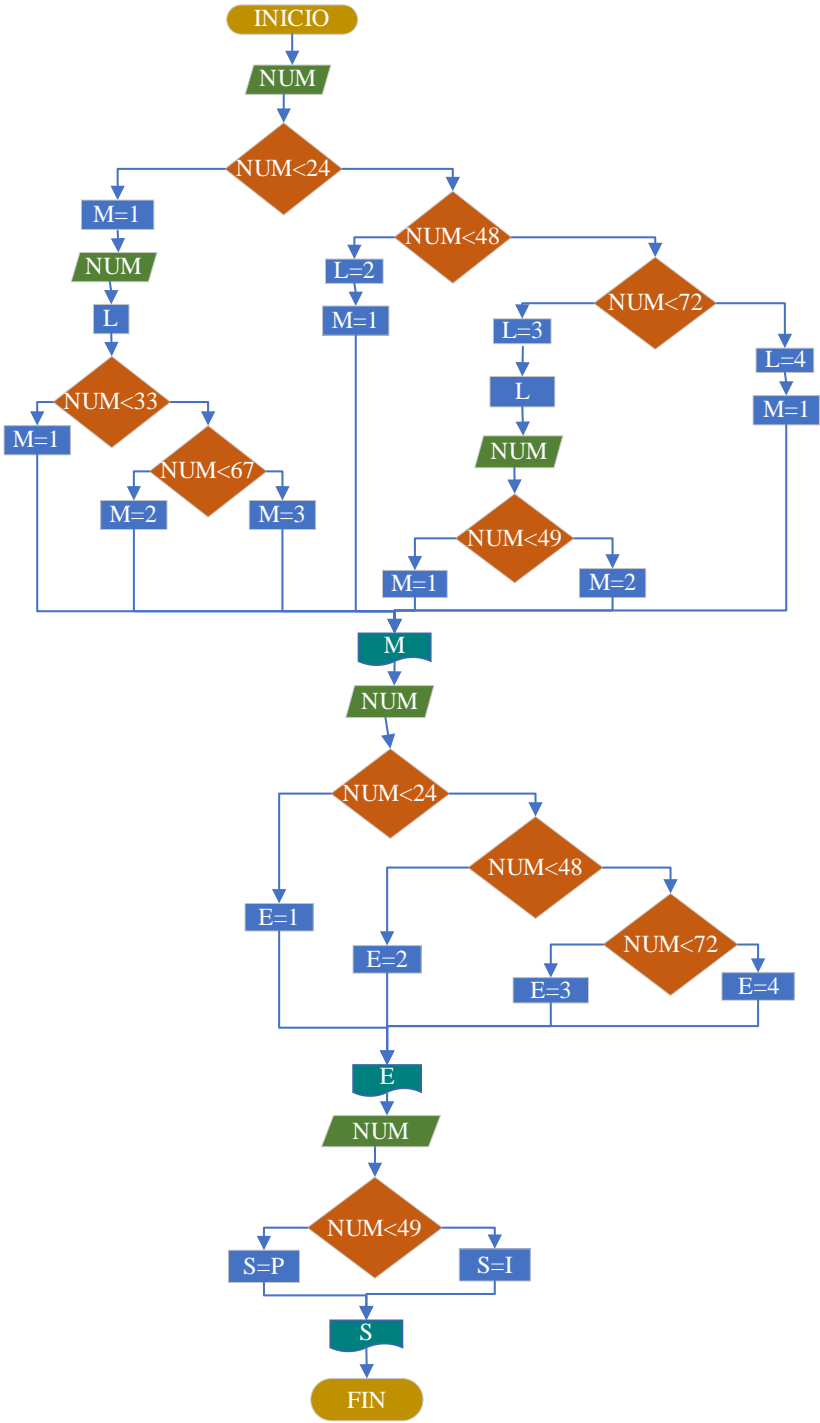 INICIO
NUM
NUM<24
M=1
NUM
L
NUM<33
M=1
NUM<67
M=2
M=3
NUM<48
L=2
M=1
NUM<72
L=3
L
NUM
NUM<49
M=1
M=2
L=4
M=1
M
NUM
NUM<24
E=1
NUM<48
E=2
NUM<72
E=3
E=4
E
NUM
NUM<49
S=P
S=I
S
FIN